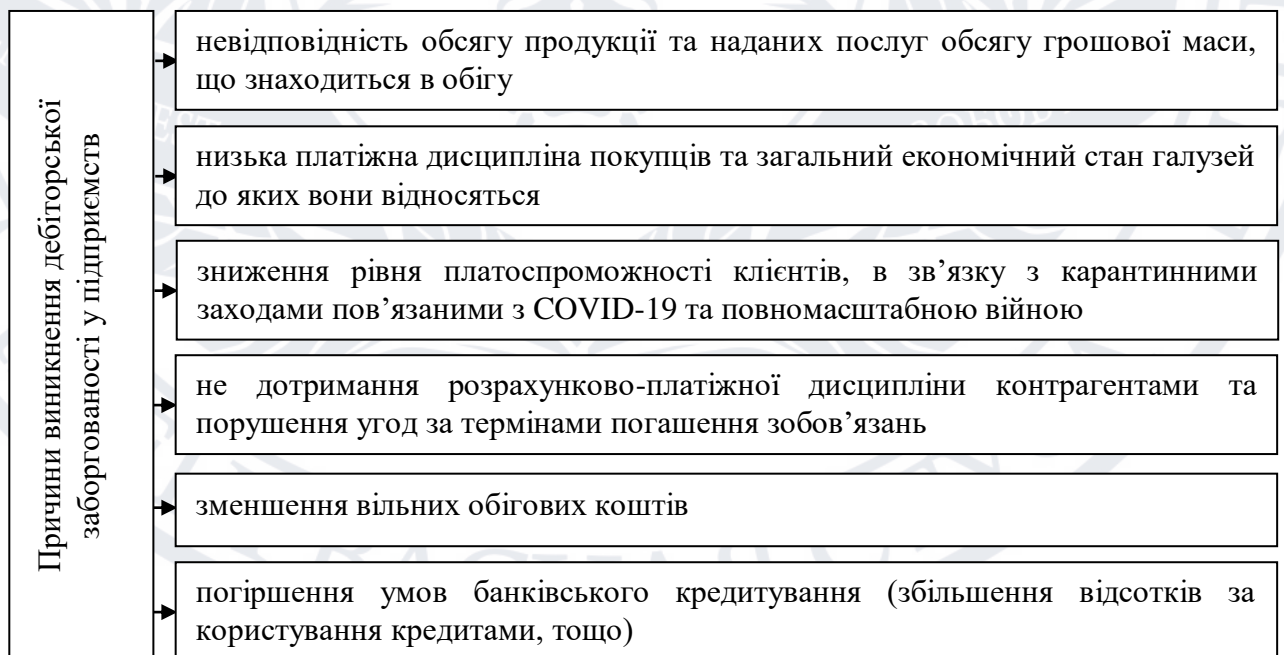 Причини виникнення дебіторської
заборгованості у підприємств
невідповідність обсягу продукції та наданих послуг обсягу грошової маси,
що знаходиться в обігу
низька платіжна дисципліна покупців та загальний економічний стан галузей
до яких вони відносяться
зниження рівня платоспроможності клієнтів, в зв’язку з карантинними
заходами пов’язаними з COVID-19 та повномасштабною війною
не дотримання розрахунково-платіжної дисципліни контрагентами та
порушення угод за термінами погашення зобов’язань
зменшення вільних обігових коштів
погіршення умов банківського кредитування (збільшення відсотків за
користування кредитами, тощо)